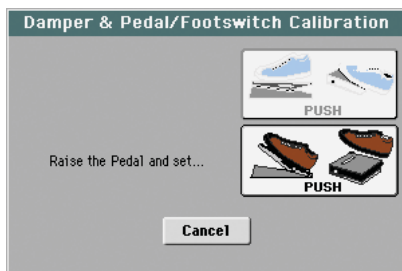 Damper & Pedal/Footswitch Calibration
PUSH
Raise the Pedal and set...
PUSH
Cancel